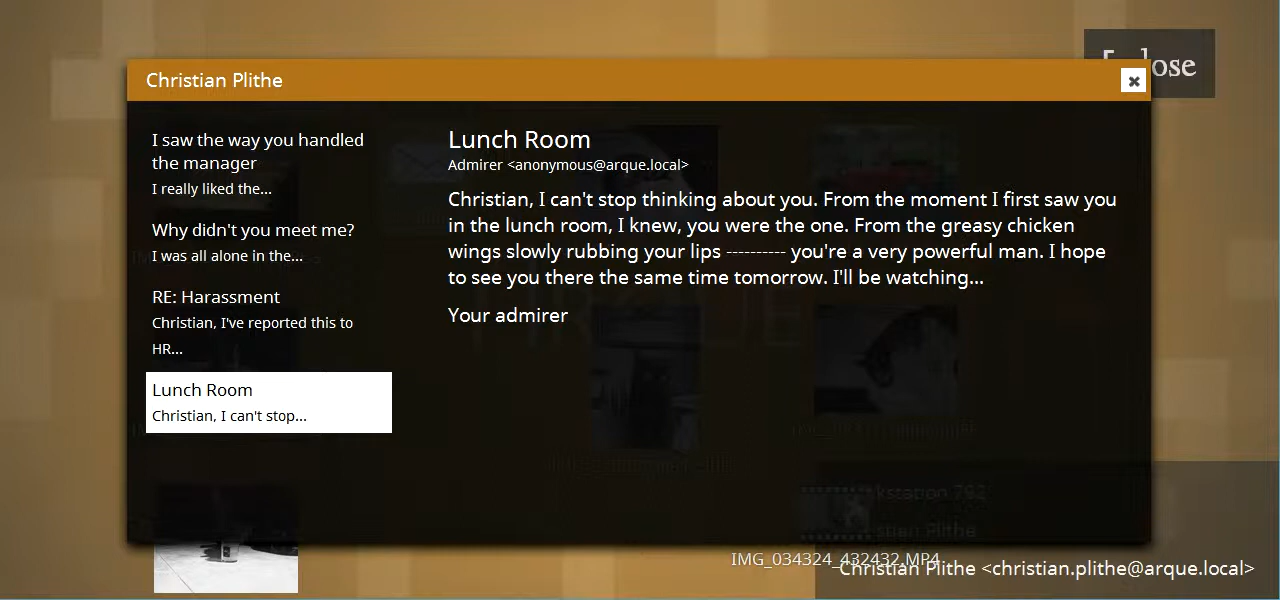 lose
Christian Plithe
I saw the way you handled
the manager
I really liked the...
Why didn't you meet me?
I was all alone in the...
RE: Harassment
Christian, I've reported this to
HR...
Lunch Room
Christian, I can't stop...
Lunch Room
Admirer <anonymous@arque.local>
Christian, I can't stop thinking about you. From the moment I first saw you
in the lunch room, I knew, you were the one. From the greasy chicken
wings slowly rubbing your lips ---------- you're a very powerful man. I hope
to see you there the same time tomorrow. I'll be watching...
Your admirer
kstation 792
stian Plithe
IMG_034324_432432.MP4
Christian Plithe <christian.plithe@arque.local>